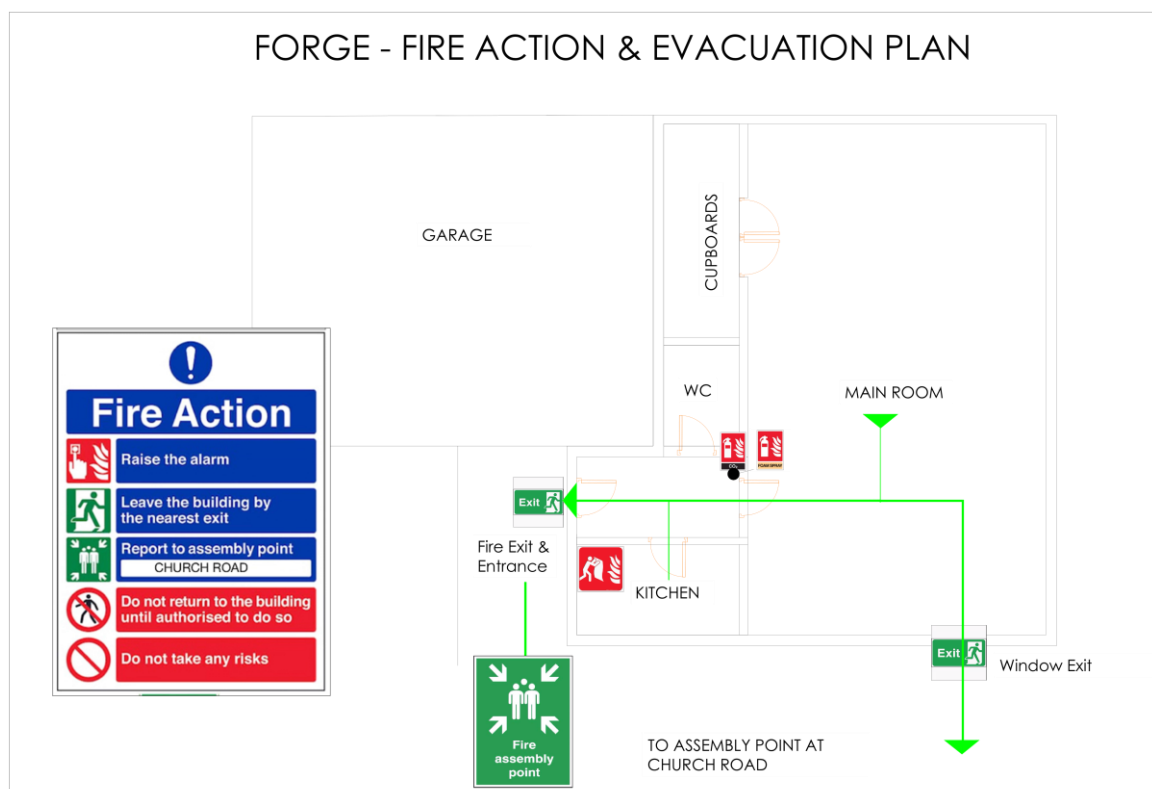 FORGE - FIRE ACTION & EVACUATION PLAN
GARAGE
CUPBOARDS
WC
MAIN ROOM
CO₂
FOAM SPRAY
Fire Action
Raise the alarm
Leave the building by
the nearest exit
Report to assembly point
CHURCH ROAD
Do not return to the building
until authorised to do so
Do not take any risks
Exit
Fire Exit &
Entrance
KITCHEN
Exit
Window Exit
Fire
assembly
point
TO ASSEMBLY POINT AT
CHURCH ROAD